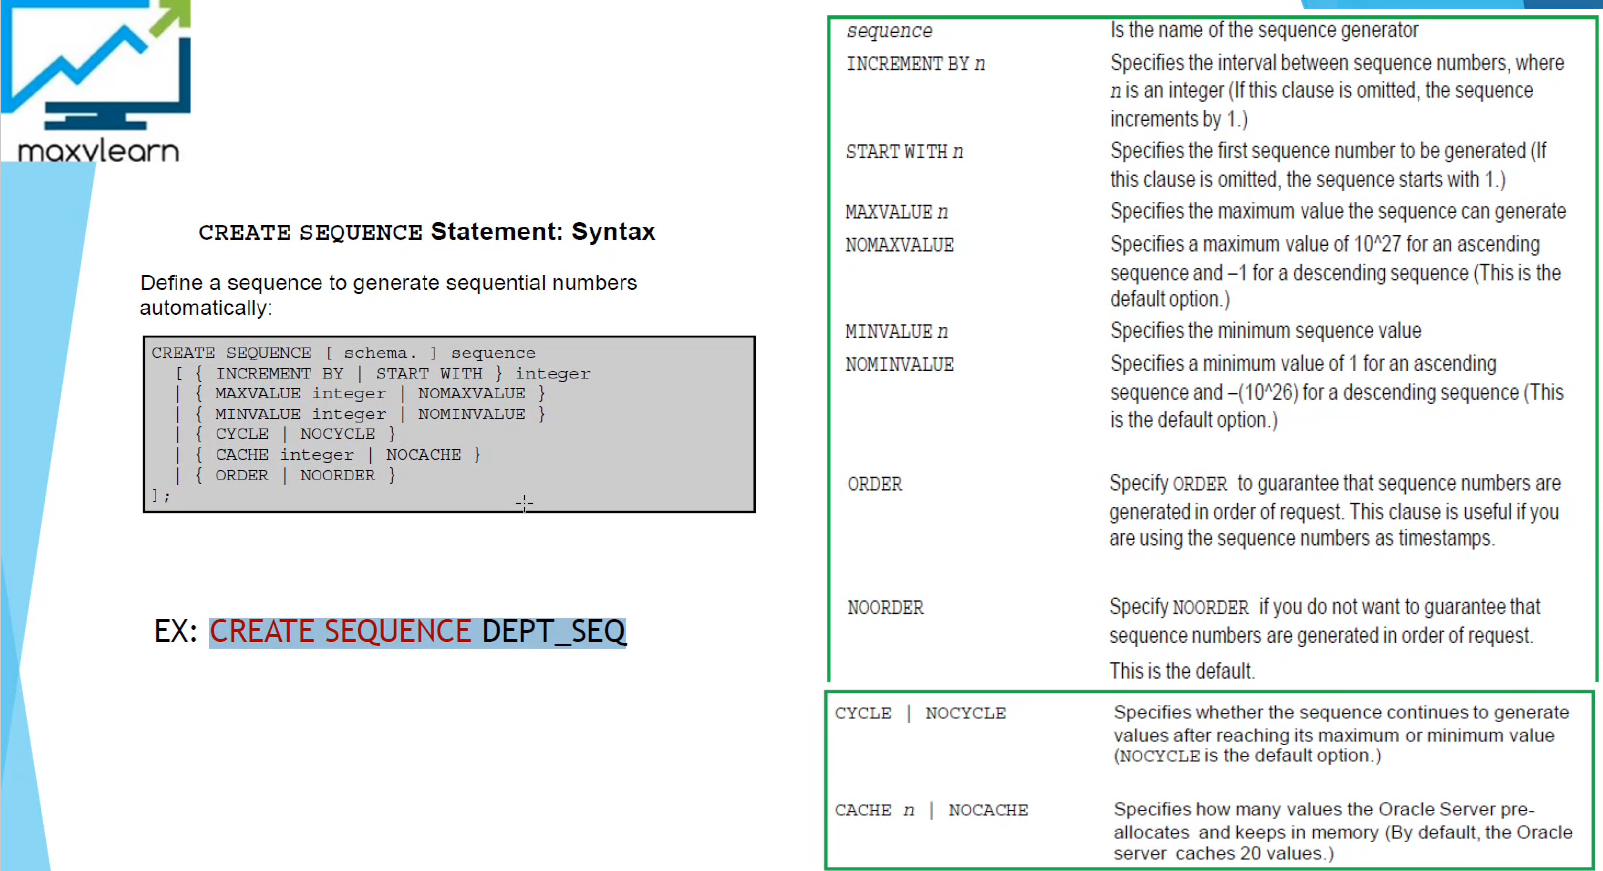 maxvlearn
CREATE SEQUENCE Statement: Syntax
Define a sequence to generate sequential numbers
automatically:
CREATE SEQUENCE [ schema. ] sequence
[ { INCREMENT BY | START WITH } integer
| { MAXVALUE integer | NOMAXVALUE }
| { MINVALUE integer | NOMINVALUE }
| { CYCLE | NOCYCLE }
| { CACHE integer | NOCACHE }
| { ORDER | NOORDER }
];
EX: CREATE SEQUENCE DEPT_SEQ
sequence Is the name of the sequence generator
INCREMENT BY n Specifies the interval between sequence numbers, where
n is an integer (If this clause is omitted, the sequence
increments by 1.)
START WITH n Specifies the first sequence number to be generated (If
this clause is omitted, the sequence starts with 1.)
MAXVALUE n Specifies the maximum value the sequence can generate
NOMAXVALUE Specifies a maximum value of 10^27 for an ascending
sequence and –1 for a descending sequence (This is the
default option.)
MINVALUE n Specifies the minimum sequence value
NOMINVALUE Specifies a minimum value of 1 for an ascending
sequence and –(10^26) for a descending sequence (This
is the default option.)
ORDER Specify ORDER to guarantee that sequence numbers are
generated in order of request. This clause is useful if you
are using the sequence numbers as timestamps.
NOORDER Specify NOORDER if you do not want to guarantee that
sequence numbers are generated in order of request.
This is the default.
CYCLE | NOCYCLE Specifies whether the sequence continues to generate
values after reaching its maximum or minimum value
(NOCYCLE is the default option.)
CACHE n | NOCACHE Specifies how many values the Oracle Server pre-
allocates and keeps in memory (By default, the Oracle
server caches 20 values.)